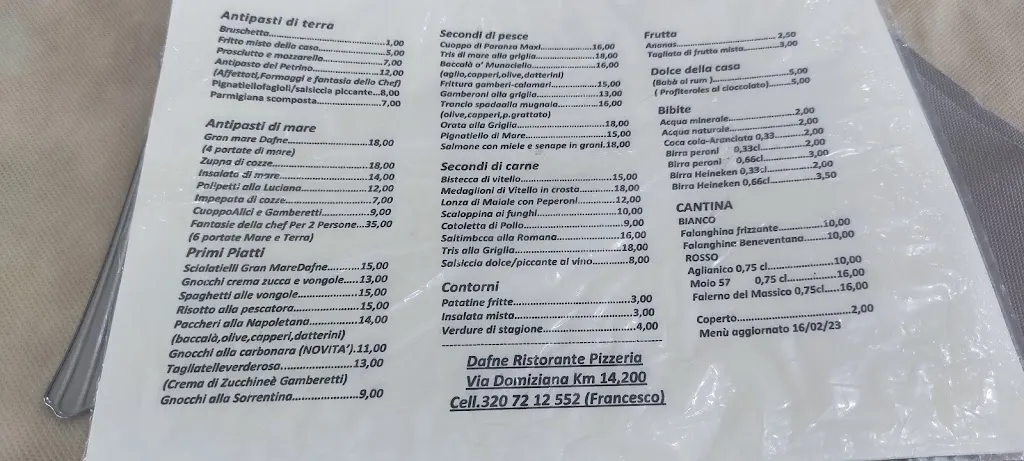 Antipasti di terra
Bruschetta...1,00
Fritto misto della casa...5,00
Prosciutto e mozzarella...7,00
Antipasto del Petrino...12,00
(Affettati,Formaggi e fantasia dello Chef)
Pignatiellofagioli/salsiccia piccante...8,00
Parmigiana scomposta...7,00
Antipasti di mare
Gran mare Dafne...18,00
(4 portate di mare)
Zuppa di cozze...18,00
Insalata di mare...14,00
Polipetti alla Luciana...12,00
Impepata di cozze...7,00
CuoppoAlici e Gamberetti...9,00
Fantasie della chef Per 2 Persone...35,00
(6 portate Mare e Terra)
Primi Piatti
Scialatielli Gran MareDafne...15,00
Gnocchi crema zucca e vongole...13,00
Spaghetti alle vongole...15,00
Risotto alla pescatora...15,00
Paccheri alla Napoletana...14,00
(baccalà,olive,capperi,datterini)
Gnocchi alla carbonara (NOVITA').11,00
Tagliatelleverderosa...13,00
(Crema di Zucchineè Gamberetti)
Gnocchi alla Sorrentina...9,00
Secondi di pesce
Cuoppo di Paranza Maxi...16,00
Tris di mare alla griglia...18,00
Baccalà o' Munaciello...16,00
(aglio,capperi,olive,datterini)
Frittura gamberi-calamari...15,00
Gamberoni alla griglia...13,00
Trancio spadaalla mugnaia...16,00
(olive,capperi,p.grattato)
Orata alla Griglia...18,00
Pignatiello di Mare...15,00
Salmone con miele e senape in grani.18,00
Secondi di carne
Bistecca di vitello...15,00
Medaglioni di Vitello in crosta...18,00
Lonza di Maiale con Peperoni...12,00
Scaloppina ai funghi...10,00
Cotoletta di Pollo...9,00
Saltimbcca alla Romana...16,00
Tris alla Griglia...18,00
Salsiccia dolce/piccante al vino...8,00
Contorni
Patatine fritte...3,00
Insalata mista...3,00
Verdure di stagione...4,00
Dafne Ristorante Pizzeria
Via Domiziana Km 14,200
Cell.320 72 12 552 (Francesco)
Frutta...2,50
Ananas...3,00
Tagliata di frutta mista...
Dolce della casa
(Babà al rum )...5,00
( Profiteroles al cioccolato)...5,00
Bibite
Acqua minerale...2,00
Acqua naturale...2,00
Coca cola-Aranciata 0,33...2,00
Birra peroni 0,33cl...2,00
Birra peroni 0,66cl...3,00
Birra Heineken 0,33cl...2,00
Birra Heineken 0,66cl...3,50
CANTINA
BIANCO
Falanghina frizzante...10,00
Falanghine Beneventana...10,00
ROSSO
Aglianico 0,75 cl...10,00
Moio 57 0,75 cl...16,00
Falerno del Massico 0,75cl...16,00
Coperto...2,00
Menù aggiornato 16/02/23